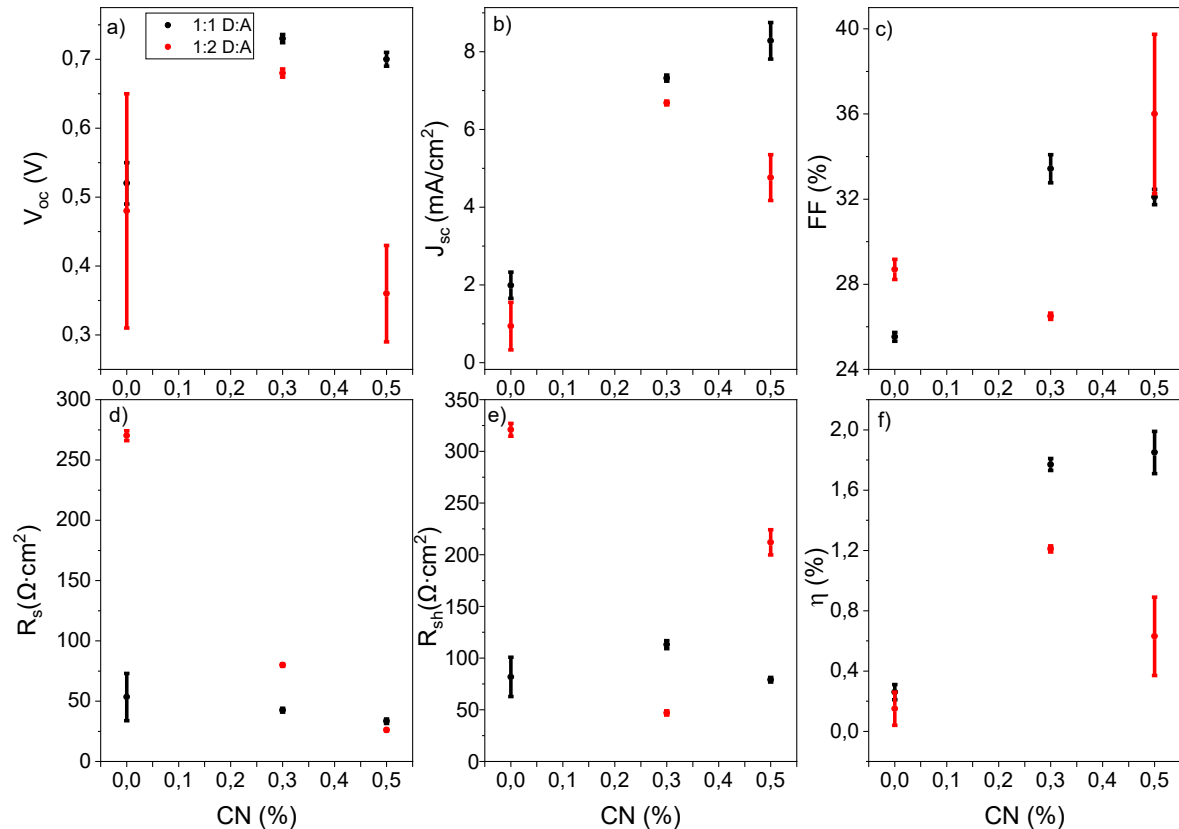 a)
1:1 D:A
1:2 D:A
V_oc (V)
0,7
0,6
0,5
0,4
0,3
0,0 0,1 0,2 0,3 0,4 0,5
b)
J_sc (mA/cm²)
8
6
4
2
0
0,0 0,1 0,2 0,3 0,4 0,5
c)
FF (%)
40
36
32
28
24
0,0 0,1 0,2 0,3 0,4 0,5
d)
R_s(Ω·cm²)
300
250
200
150
100
50
0
0,0 0,1 0,2 0,3 0,4 0,5
CN (%)
e)
R_sh(Ω·cm²)
350
300
250
200
150
100
50
0
0,0 0,1 0,2 0,3 0,4 0,5
CN (%)
f)
η (%)
2,0
1,6
1,2
0,8
0,4
0,0
0,0 0,1 0,2 0,3 0,4 0,5
CN (%)